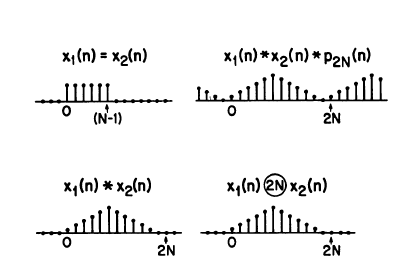 x₁(n) = x₂(n)
0
(N-1)
x₁(n) * x₂(n) * p₂N(n)
0
2N
x₁(n) * x₂(n)
0
2N
x₁(n) 2N x₂(n)
0
2N